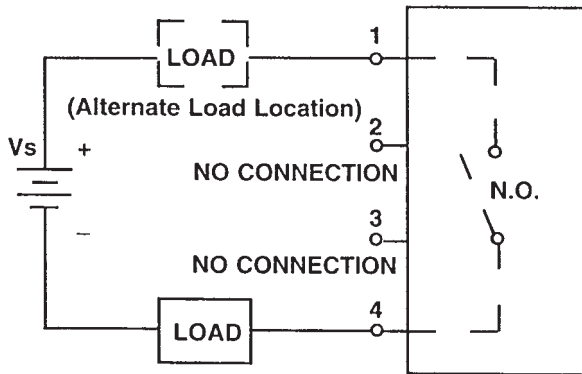 LOAD
1
(Alternate Load Location)
2
Vs
+
NO CONNECTION
N.O.
3
–
NO CONNECTION
4
LOAD